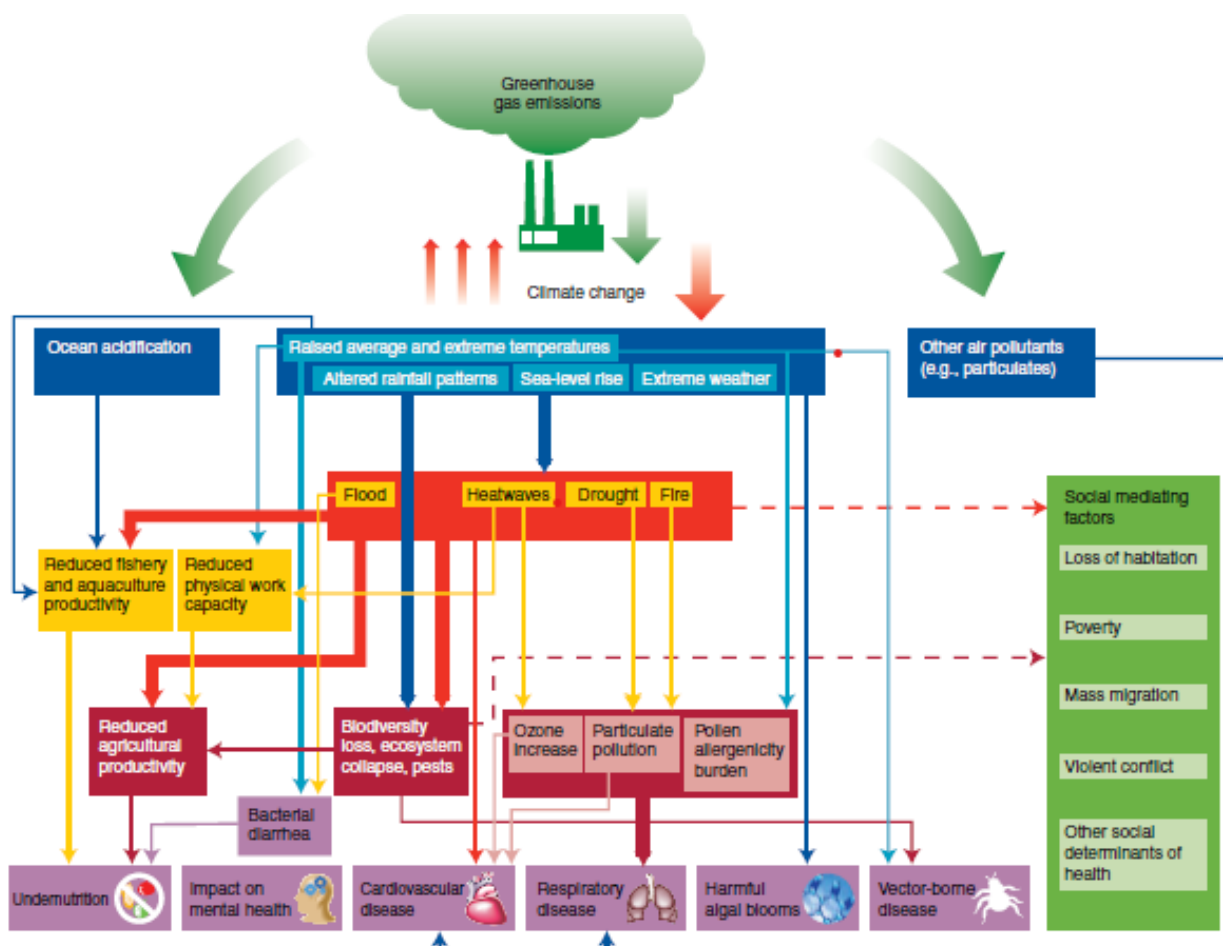 Greenhouse
gas emissions
Climate change
Ocean acidification
Raised average and extreme temperatures
Altered rainfall patterns
Sea-level rise
Extreme weather
Other air pollutants
(e.g., particulates)
Flood
Heatwaves
Drought
Fire
Social mediating
factors
Loss of habitation
Poverty
Mass migration
Violent conflict
Other social
determinants of
health
Reduced fishery
and aquaculture
productivity
Reduced
physical work
capacity
Reduced
agricultural
productivity
Biodiversity
loss, ecosystem
collapse, pests
Ozone
increase
Particulate
pollution
Pollen
allergenicity
burden
Bacterial
diarrhea
Undernutrition
Impact on
mental health
Cardiovascular
disease
Respiratory
disease
Harmful
algal blooms
Vector-borne
disease